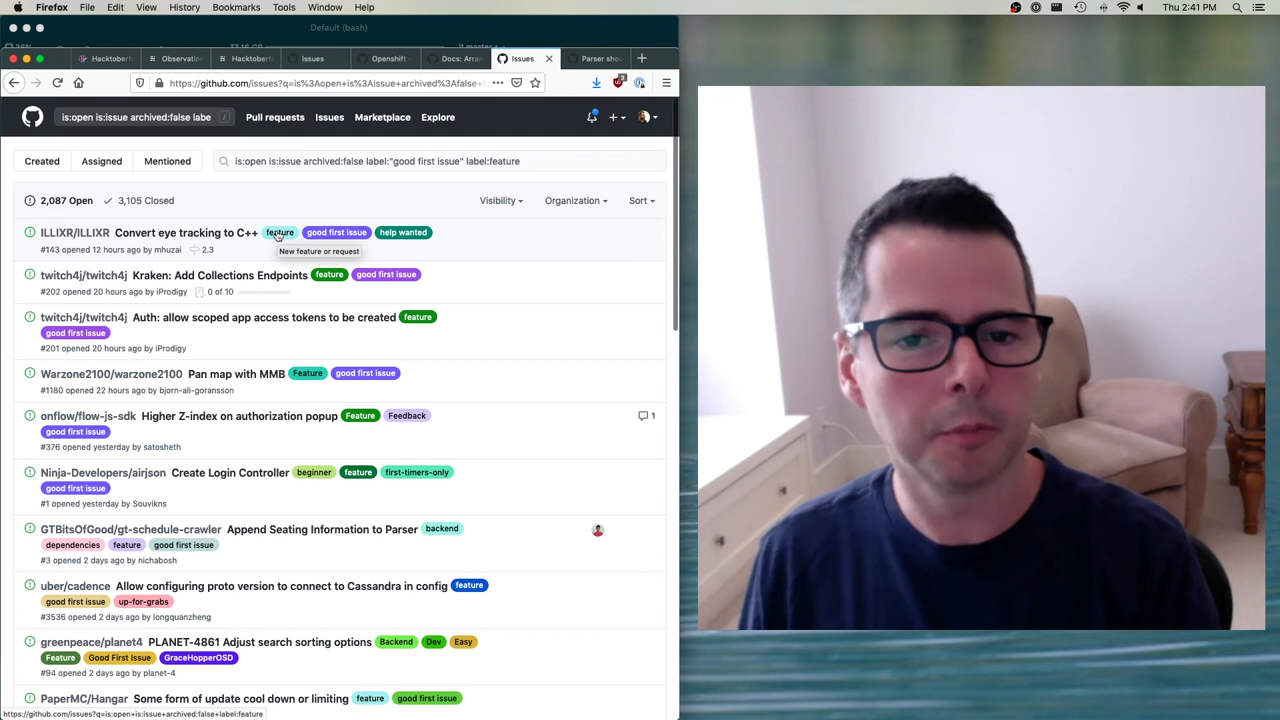 Firefox File Edit View History Bookmarks Tools Window Help Thu 2:41 PM
Default (bash)
Hacktoberf Observation Hacktoberf Issues Openshift Docs: Arra Issues Parser shou
https://github.com/issues?q=is%3Aopen+is%3Aissue+archived%3Afalse+l
is:open is:issue archived:false labe / Pull requests Issues Marketplace Explore
Created Assigned Mentioned is:open is:issue archived:false label:"good first issue" label:feature
2,087 Open 3,105 Closed Visibility Organization Sort
ILLIXR/ILLIXR Convert eye tracking to C++ feature good first issue help wanted
#143 opened 12 hours ago by mhuzai 2.3
New feature or request
twitch4j/twitch4j Kraken: Add Collections Endpoints feature good first issue
#202 opened 20 hours ago by iProdigy 0 of 10
twitch4j/twitch4j Auth: allow scoped app access tokens to be created feature
good first issue
#201 opened 20 hours ago by iProdigy
Warzone2100/warzone2100 Pan map with MMB Feature good first issue
#1180 opened 22 hours ago by bjorn-ali-goransson
onflow/flow-js-sdk Higher Z-index on authorization popup Feature Feedback 1
good first issue
#376 opened yesterday by satosheth
Ninja-Developers/airjson Create Login Controller beginner feature first-timers-only
good first issue
#1 opened yesterday by Souvikns
GTBitsOfGood/gt-schedule-crawler Append Seating Information to Parser backend
dependencies feature good first issue
#3 opened 2 days ago by nichabosh
uber/cadence Allow configuring proto version to connect to Cassandra in config feature
good first issue up-for-grabs
#3536 opened 2 days ago by longquanzheng
greenpeace/planet4 PLANET-4861 Adjust search sorting options Backend Dev Easy
Feature Good First Issue GraceHopperOSD
#94 opened 2 days ago by planet-4
PaperMC/Hangar Some form of update cool down or limiting feature good first issue
https://github.com/issues?q=is:open+is:issue+archived:false+label:feature